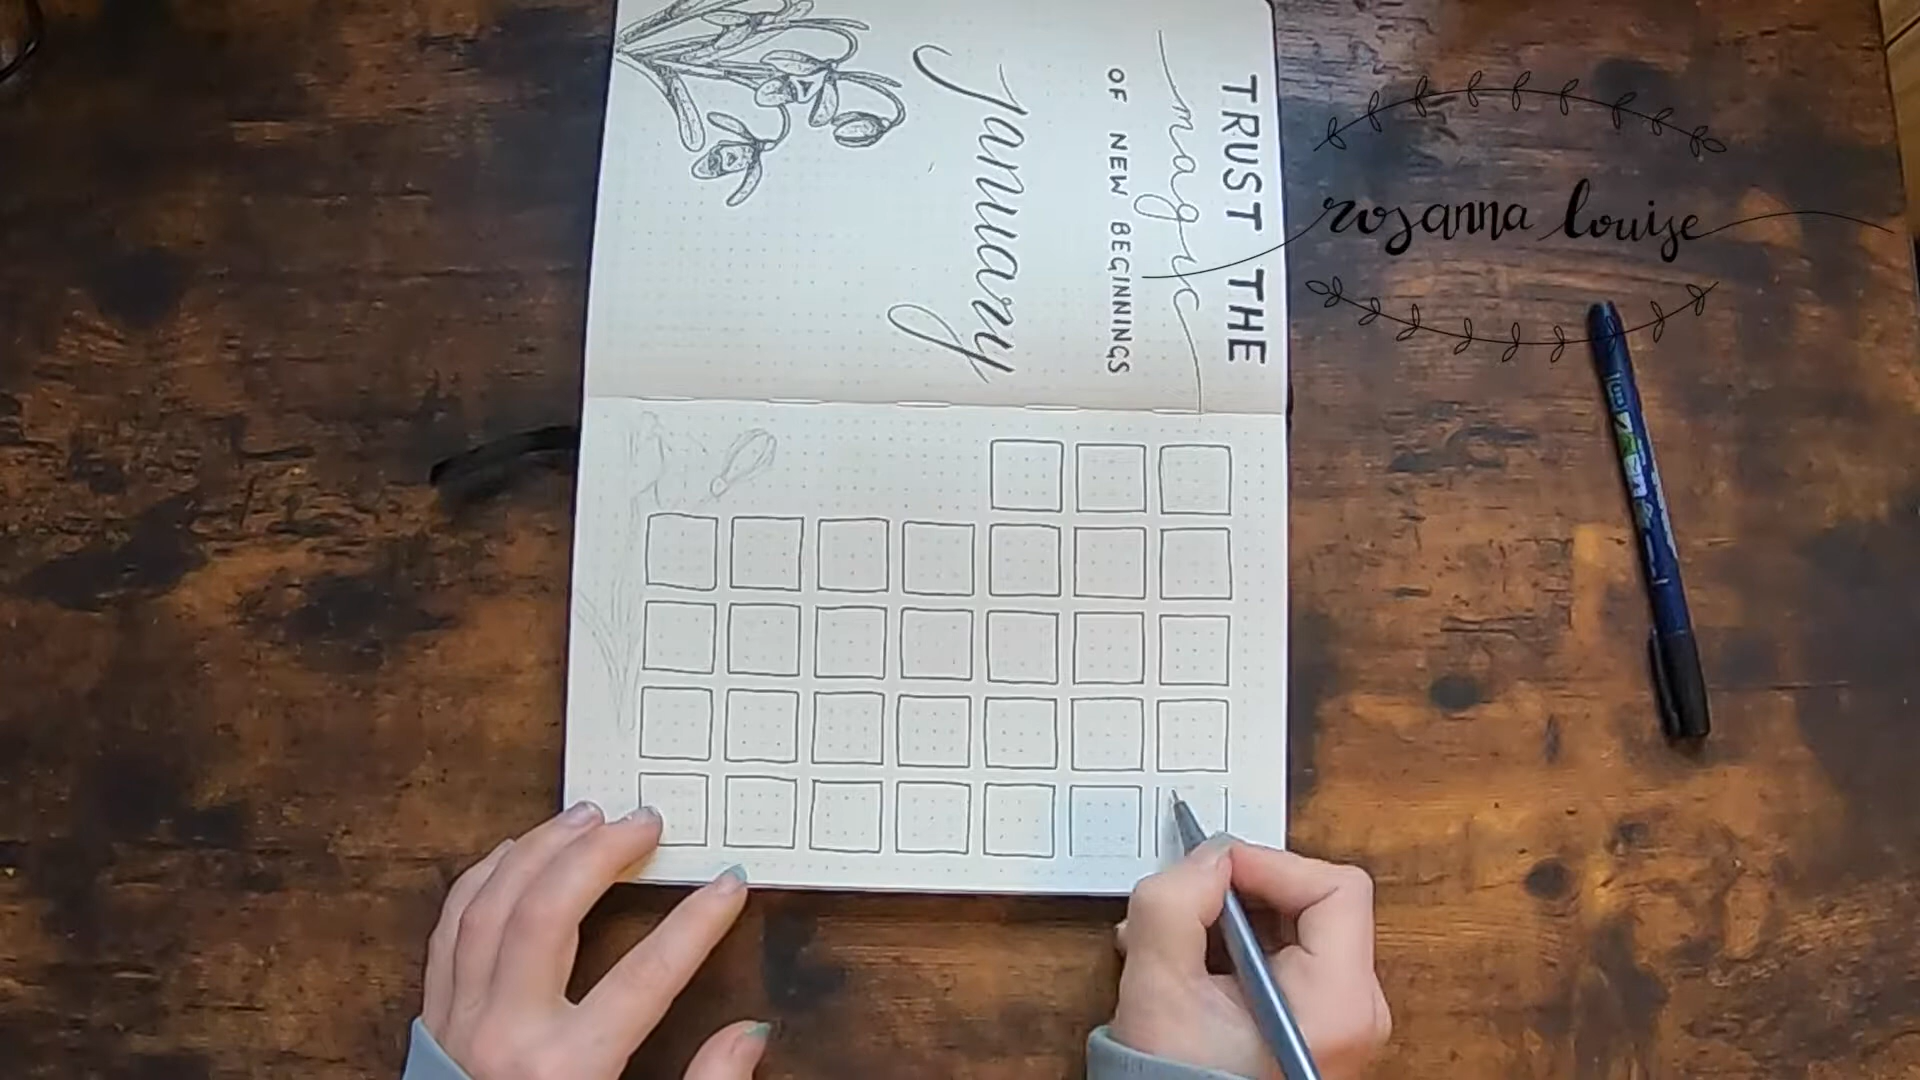 TRUST THE
magic
OF NEW BEGINNINGS
January
rosanna louise